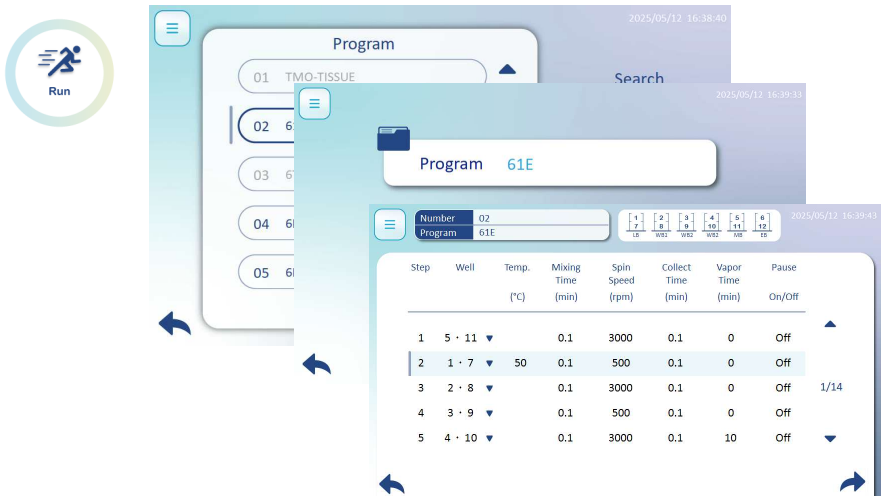 Run
2025/05/12 16:38:40
Program
01 TMO-TISSUE
Search
02
03
04
05
2025/05/12 16:39:33
Program 61E
Number 02
Program 61E
1 2 3 4 5 6
7 8 9 10 11 12
LB WB1 WB2 WB2 MB EB
2025/05/12 16:39:43
Step Well Temp. Mixing Time Spin Speed Collect Time Vapor Time Pause
(°C) (min) (rpm) (min) (min) On/Off
1 5 · 11 ▼ 0.1 3000 0.1 0 Off
2 1 · 7 ▼ 50 0.1 500 0.1 0 Off
3 2 · 8 ▼ 0.1 3000 0.1 0 Off
1/14
4 3 · 9 ▼ 0.1 500 0.1 0 Off
5 4 · 10 ▼ 0.1 3000 0.1 10 Off